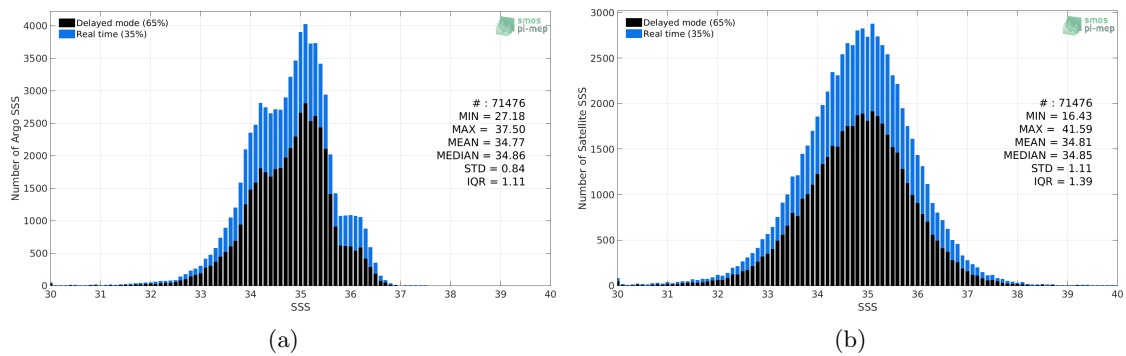 Delayed mode (65%)
Real time (35%)
smos
pi-mep
# : 71476
MIN = 27.18
MAX = 37.50
MEAN = 34.77
MEDIAN = 34.86
STD = 0.84
IQR = 1.11
Number of Argo SSS
4000
3500
3000
2500
2000
1500
1000
500
0
30 31 32 33 34 35 36 37 38 39 40
SSS
(a)
Delayed mode (65%)
Real time (35%)
smos
pi-mep
# : 71476
MIN = 16.43
MAX = 41.59
MEAN = 34.81
MEDIAN = 34.85
STD = 1.11
IQR = 1.39
Number of Satellite SSS
3000
2500
2000
1500
1000
500
0
30 31 32 33 34 35 36 37 38 39 40
SSS
(b)